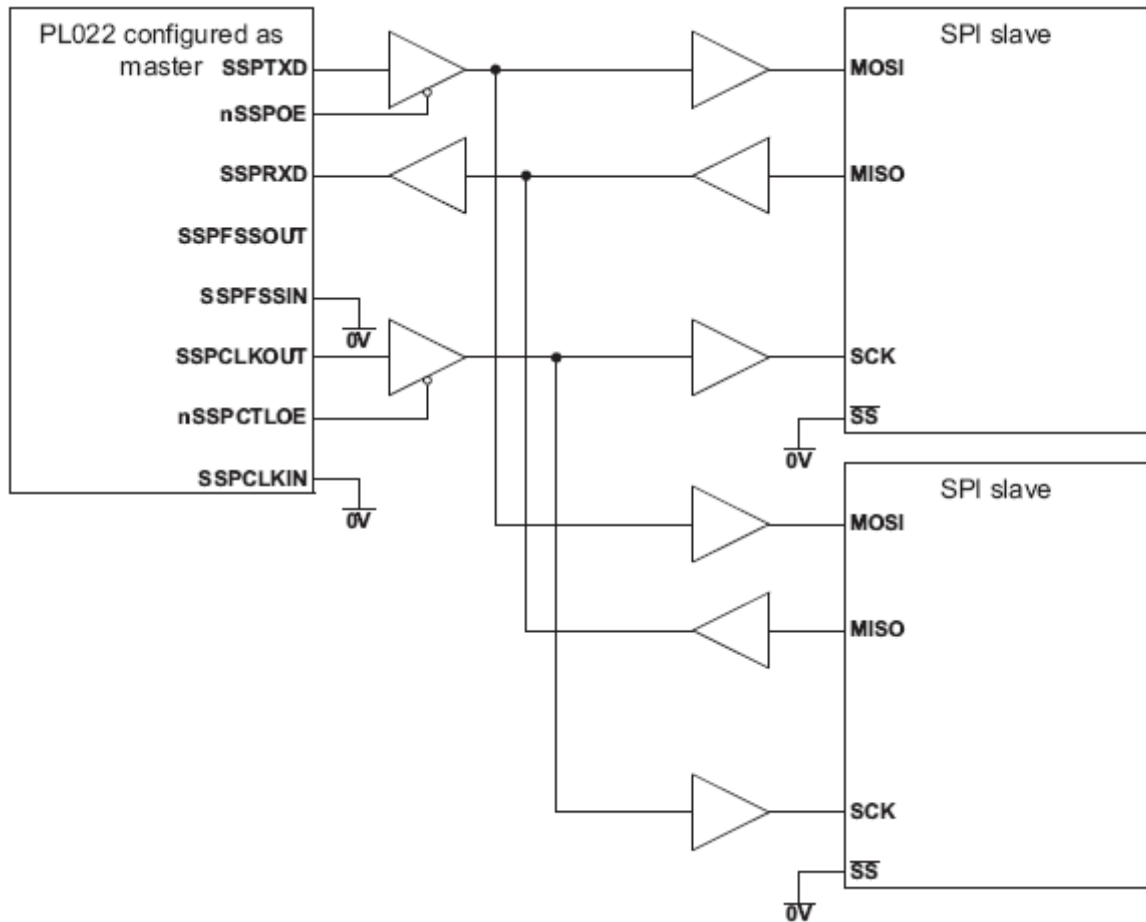 PL022 configured as
master
SSPTXD
nSSPOE
SSPRXD
SSPFSSOUT
SSPFSSIN
0V
SSPCLKOUT
nSSPCTLOE
SSPCLKIN
0V
SPI slave
MOSI
MISO
SCK
SS
0V
SPI slave
MOSI
MISO
SCK
SS
0V